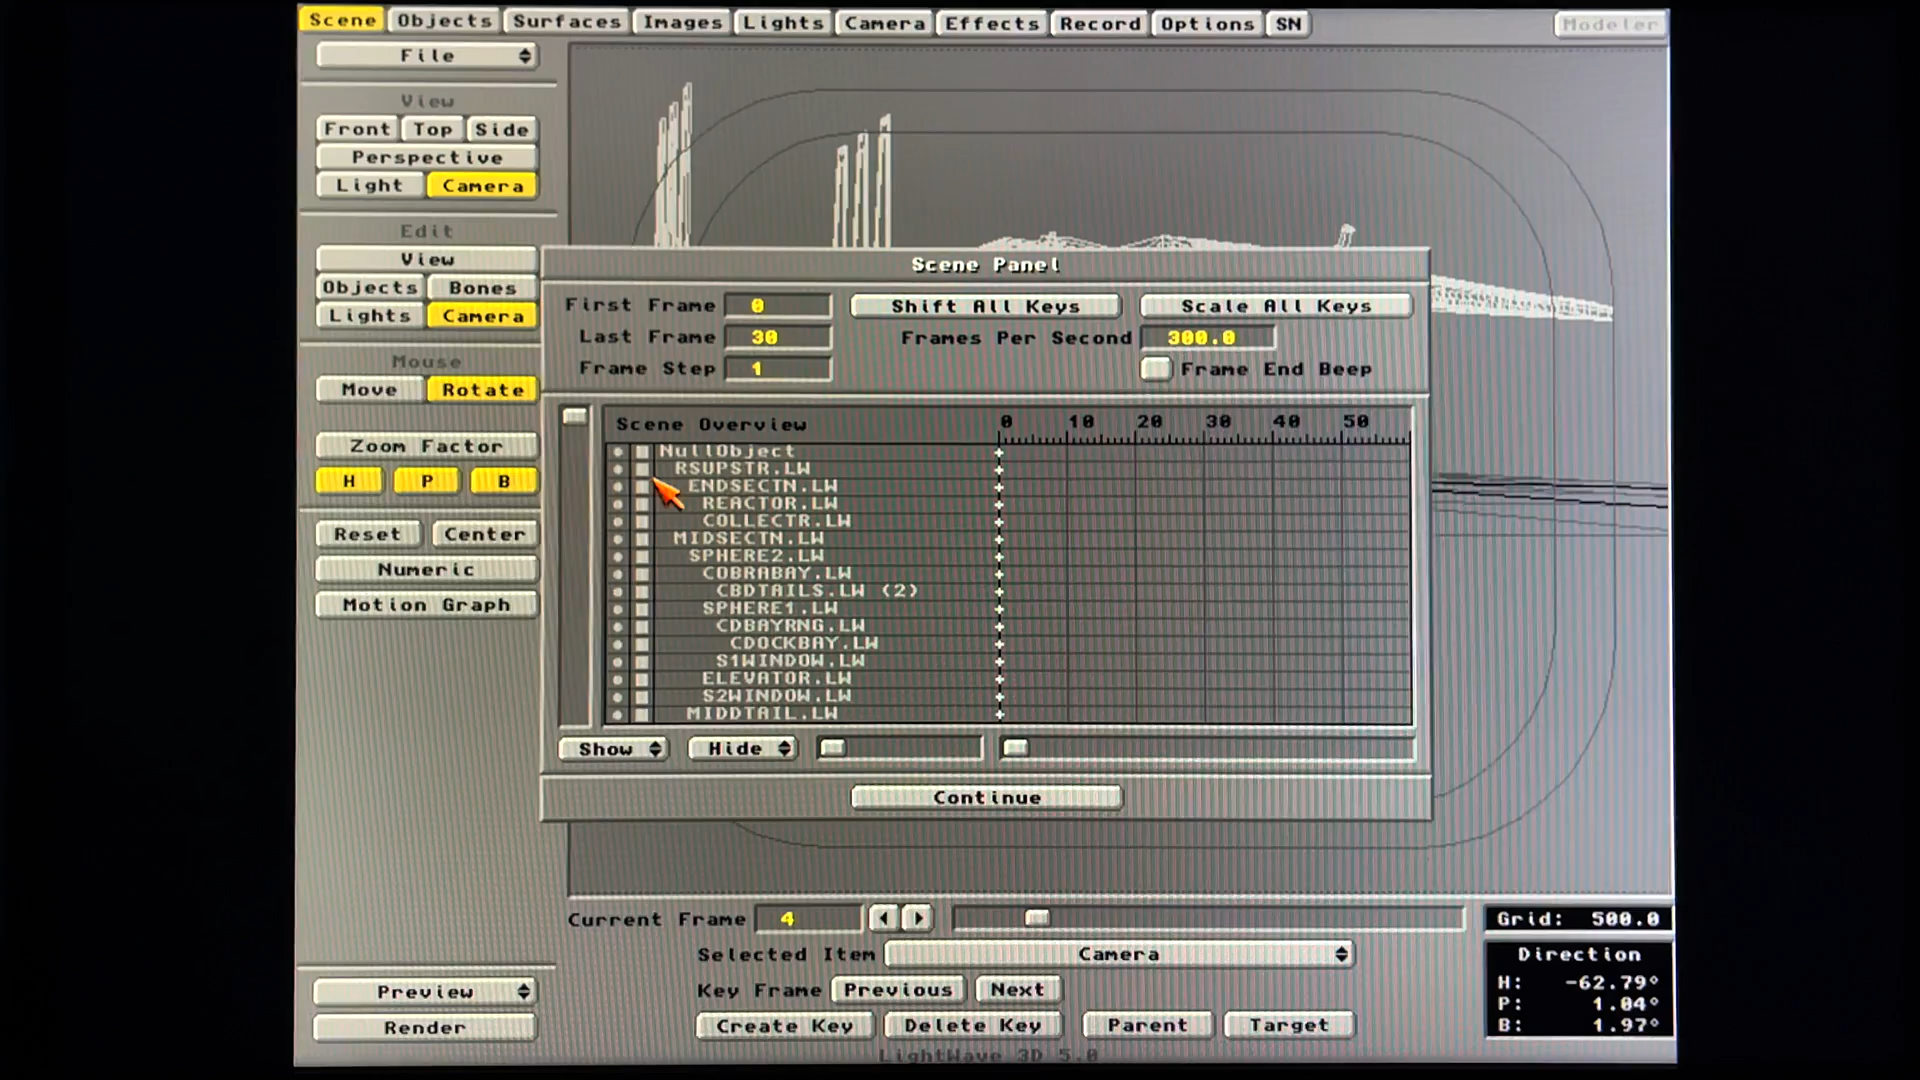 Scene Objects Surfaces Images Lights Camera Effects Record Options SN Modeler
File
View
Front Top Side
Perspective
Light Camera
Edit
View
Objects Bones
Lights Camera
Mouse
Move Rotate
Zoom Factor
H P B
Reset Center
Numeric
Motion Graph
Scene Panel
First Frame 0 Shift All Keys Scale All Keys
Last Frame 30 Frames Per Second 300.0
Frame Step 1 Frame End Beep
Scene Overview 0 10 20 30 40 50
NullObject
RSUPSTR.LW
ENDSECTN.LW
REACTOR.LW
COLLECTR.LW
MIDSECTN.LW
SPHERE2.LW
COBRABAY.LW
CBDTAILS.LW (2)
SPHERE1.LW
CDBAYRNG.LW
CDOCKBAY.LW
S1WINDOW.LW
ELEVATOR.LW
S2WINDOW.LW
MIDDTAIL.LW
Show Hide
Continue
Current Frame 4 Grid: 500.0
Selected Item Camera
Direction
H: -62.79°
P: 1.04°
B: 1.97°
Key Frame Previous Next
Create Key Delete Key Parent Target
Preview
Render
LightWave 3D 5.0